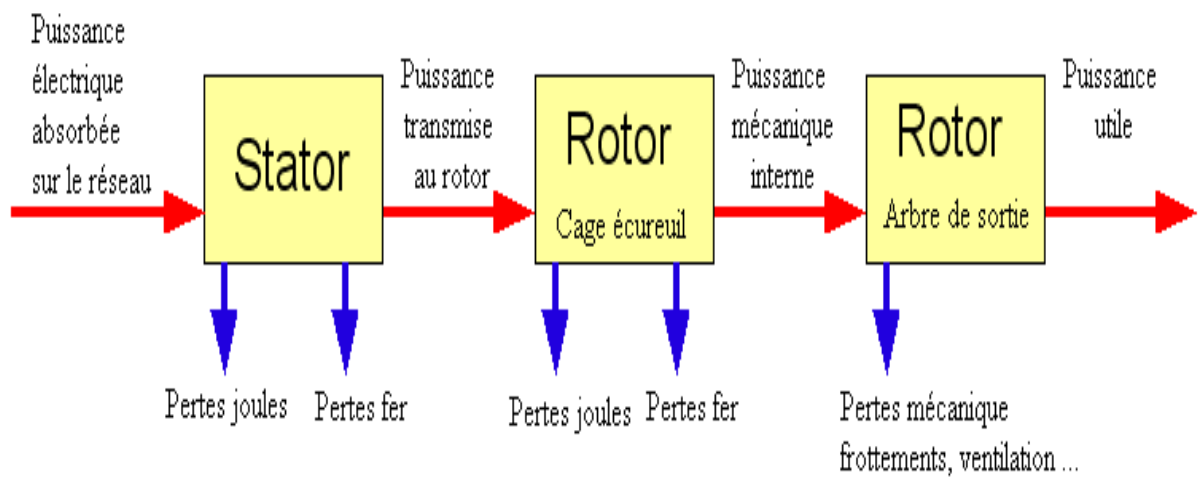 Puissance
électrique
absorbée
sur le réseau
Stator
Puissance
transmise
au rotor
Rotor
Cage écureuil
Puissance
mécanique
interne
Rotor
Arbre de sortie
Puissance
utile
Pertes joules
Pertes fer
Pertes joules
Pertes fer
Pertes mécanique
frottements, ventilation ...